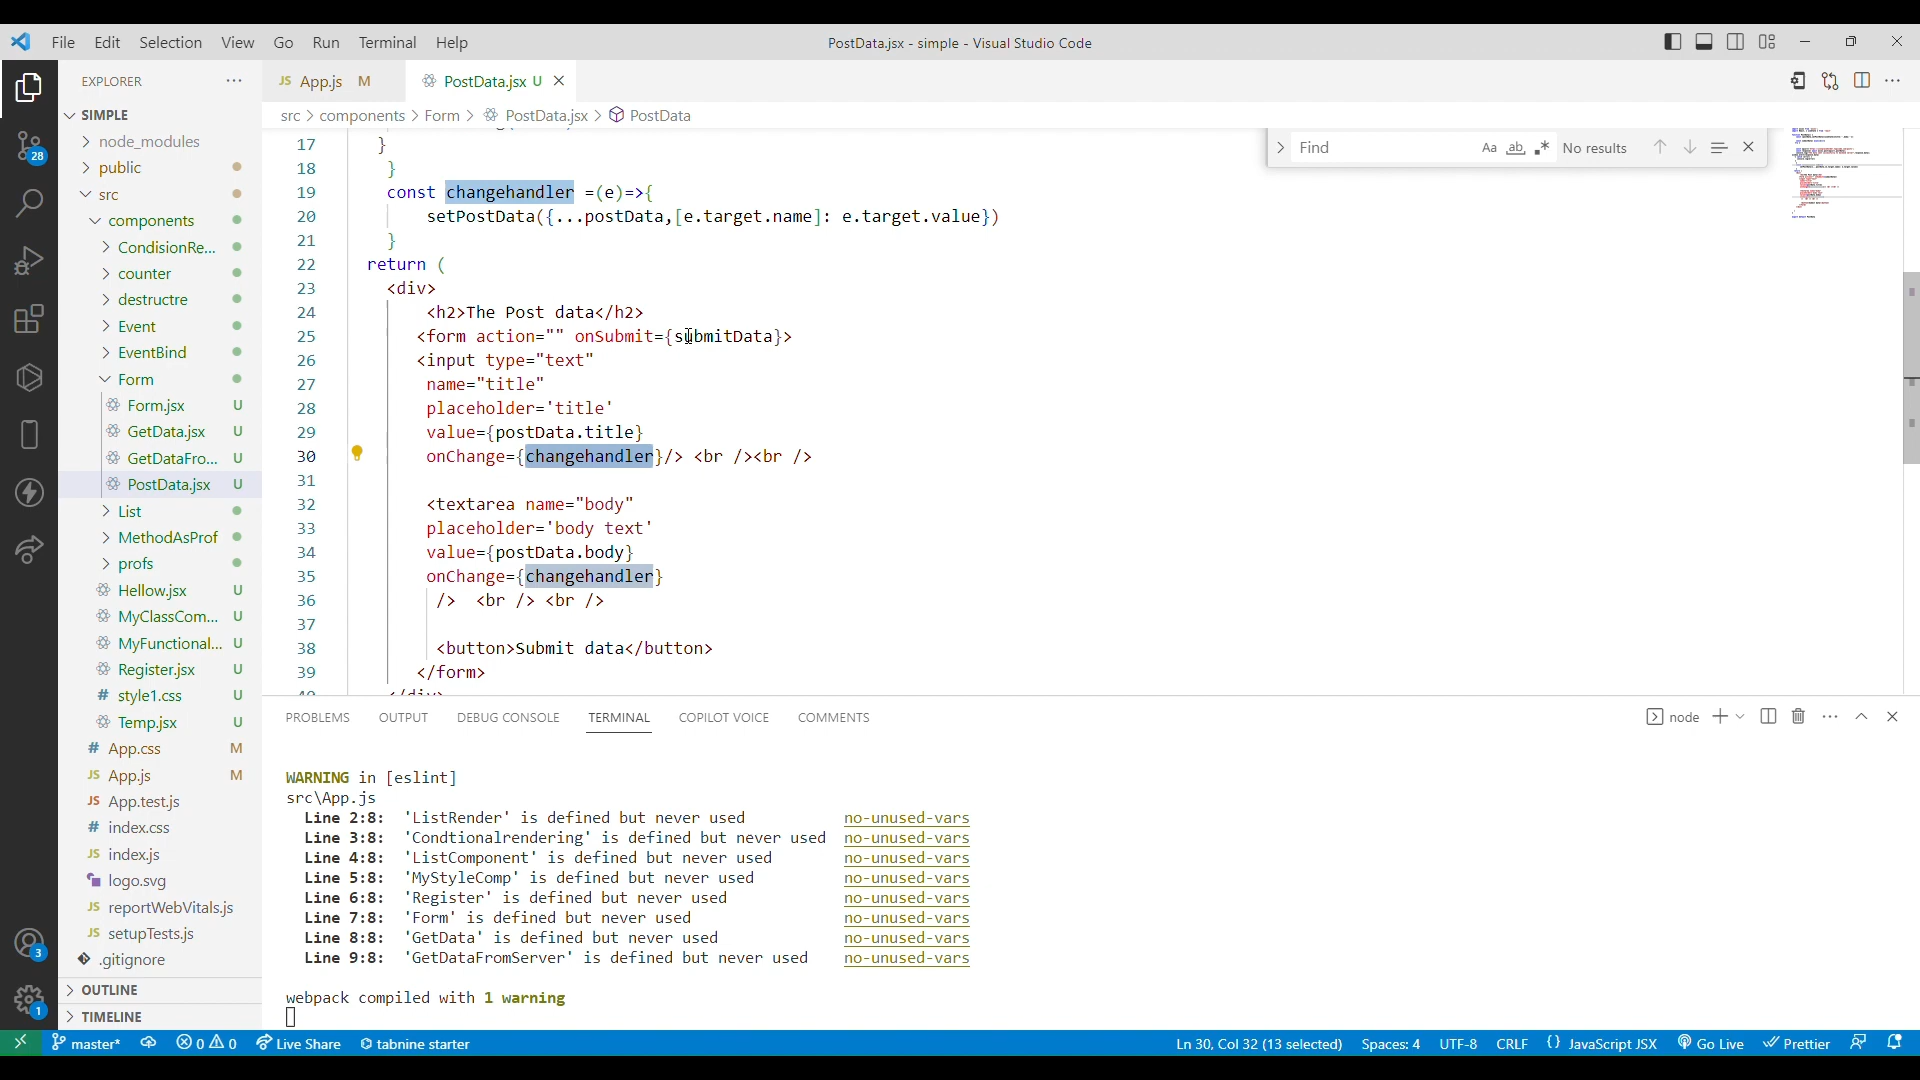 File Edit Selection View Go Run Terminal Help
PostData.jsx - simple - Visual Studio Code
EXPLORER
SIMPLE
node_modules
public
src
components
CondisionRe...
counter
destructre
Event
EventBind
Form
Form.jsx U
GetData.jsx U
GetDataFro... U
PostData.jsx U
List
MethodAsProf
profs
Hellow.jsx U
MyClassCom... U
MyFunctional... U
Register.jsx U
# style1.css U
Temp.jsx U
# App.css M
JS App.js M
JS App.test.js
# index.css
JS index.js
logo.svg
JS reportWebVitals.js
JS setupTests.js
.gitignore
OUTLINE
TIMELINE
28
3
1
JS App.js M
PostData.jsx U
src > components > Form > PostData.jsx > PostData
Find
Aa ab .*
No results
17 }
18 }
19 const changehandler =(e)=>{
20 setPostData({...postData,[e.target.name]: e.target.value})
21 }
22 return (
23 <div>
24 <h2>The Post data</h2>
25 <form action="" onSubmit={submitData}>
26 <input type="text"
27 name="title"
28 placeholder='title'
29 value={postData.title}
30 onChange={changehandler}/> <br /><br />
31
32 <textarea name="body"
33 placeholder='body text'
34 value={postData.body}
35 onChange={changehandler}
36 /> <br /> <br />
37
38 <button>Submit data</button>
39 </form>
40 </div>
PROBLEMS OUTPUT DEBUG CONSOLE TERMINAL COPILOT VOICE COMMENTS
node
WARNING in [eslint]
src\App.js
Line 2:8: 'ListRender' is defined but never used no-unused-vars
Line 3:8: 'Condtionalrendering' is defined but never used no-unused-vars
Line 4:8: 'ListComponent' is defined but never used no-unused-vars
Line 5:8: 'MyStyleComp' is defined but never used no-unused-vars
Line 6:8: 'Register' is defined but never used no-unused-vars
Line 7:8: 'Form' is defined but never used no-unused-vars
Line 8:8: 'GetData' is defined but never used no-unused-vars
Line 9:8: 'GetDataFromServer' is defined but never used no-unused-vars
webpack compiled with 1 warning
master* 0 0 Live Share tabnine starter
Ln 30, Col 32 (13 selected) Spaces: 4 UTF-8 CRLF {} JavaScript JSX Go Live Prettier